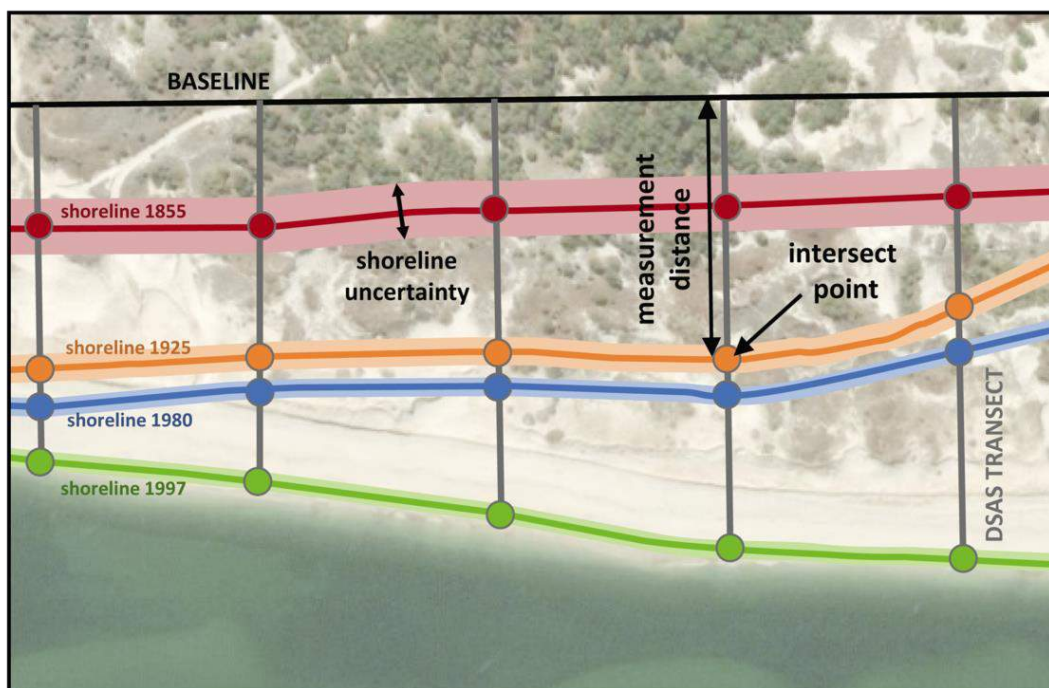 BASELINE
shoreline 1855
shoreline
uncertainty
measurement
distance
intersect
point
shoreline 1925
shoreline 1980
shoreline 1997
DSAS TRANSECT